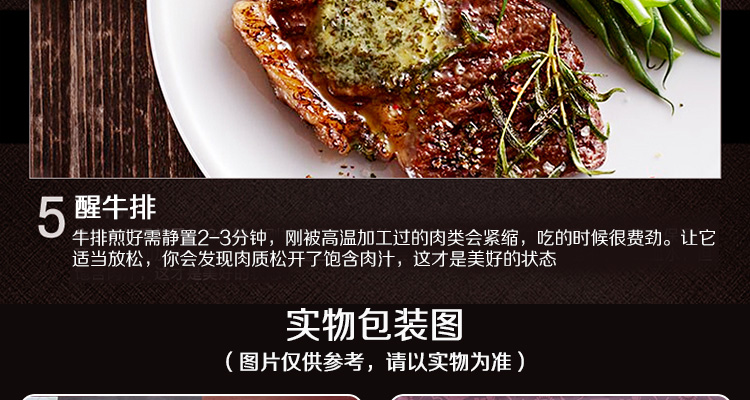 5 醒牛排
牛排煎好需静置2-3分钟，刚被高温加工过的肉类会紧缩，吃的时候很费劲。让它
适当放松，你会发现肉质松开了饱含肉汁，这才是美好的状态
实物包装图
（图片仅供参考，请以实物为准）